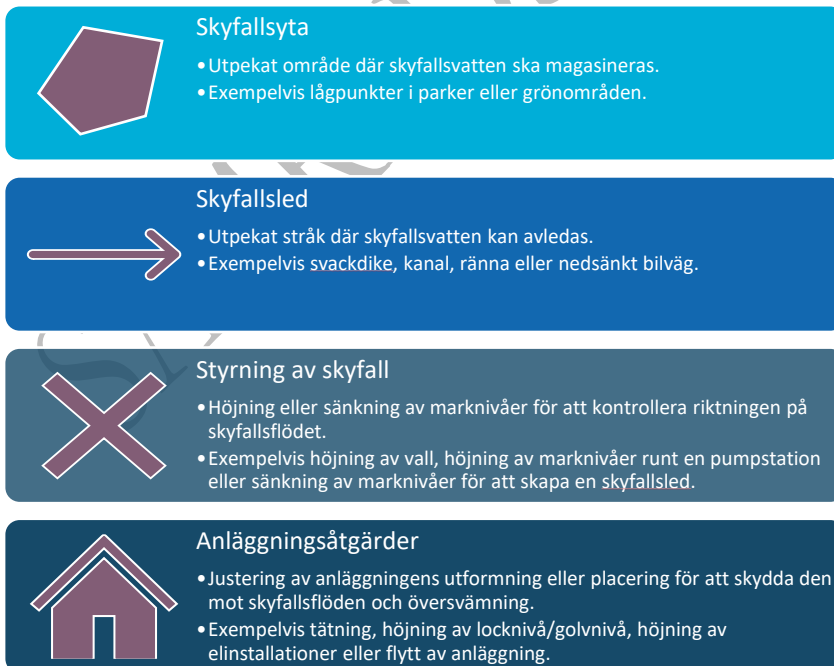 Skyfallsyta
•Utpekat område där skyfallsvatten ska magasineras.
•Exempelvis lågpunkter i parker eller grönområden.
Skyfallsled
•Utpekat stråk där skyfallsvatten kan avledas.
•Exempelvis svackdike, kanal, ränna eller nedsänkt bilväg.
Styrning av skyfall
•Höjning eller sänkning av marknivåer för att kontrollera riktningen på
skyfallsflödet.
•Exempelvis höjning av vall, höjning av marknivåer runt en pumpstation
eller sänkning av marknivåer för att skapa en skyfallsled.
Anläggningsåtgärder
•Justering av anläggningens utformning eller placering för att skydda den
mot skyfallsflöden och översvämning.
•Exempelvis tätning, höjning av locknivå/golvnivå, höjning av
elinstallationer eller flytt av anläggning.